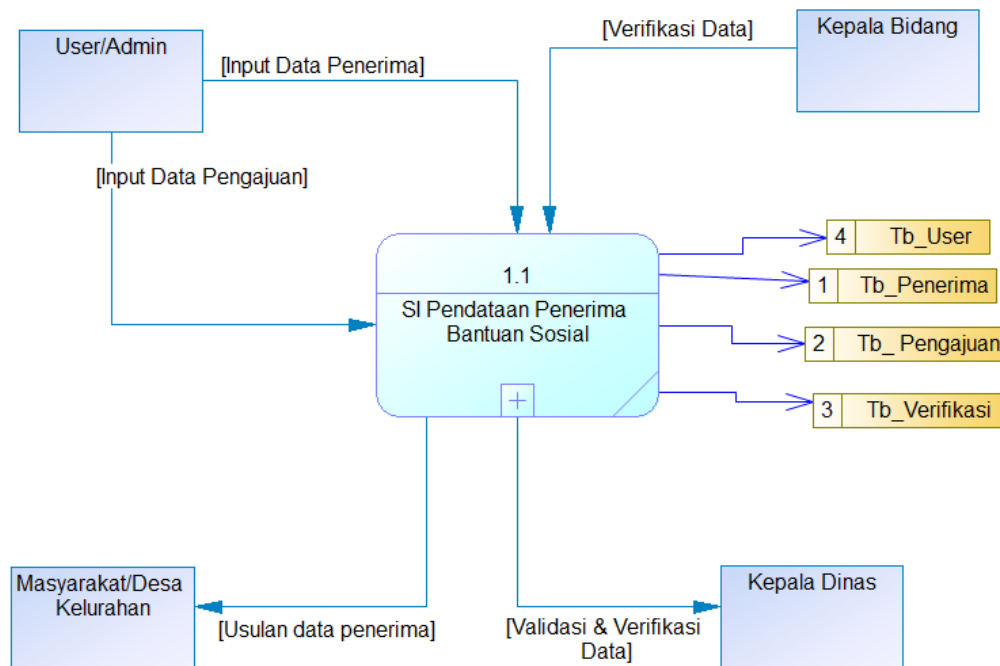 User/Admin
[Verifikasi Data]
Kepala Bidang
[Input Data Penerima]
[Input Data Pengajuan]
1.1
SI Pendataan Penerima
Bantuan Sosial
4 Tb_User
1 Tb_Penerima
2 Tb_ Pengajuan
3 Tb_Verifikasi
Masyarakat/Desa
Kelurahan
[Usulan data penerima]
[Validasi & Verifikasi
Data]
Kepala Dinas